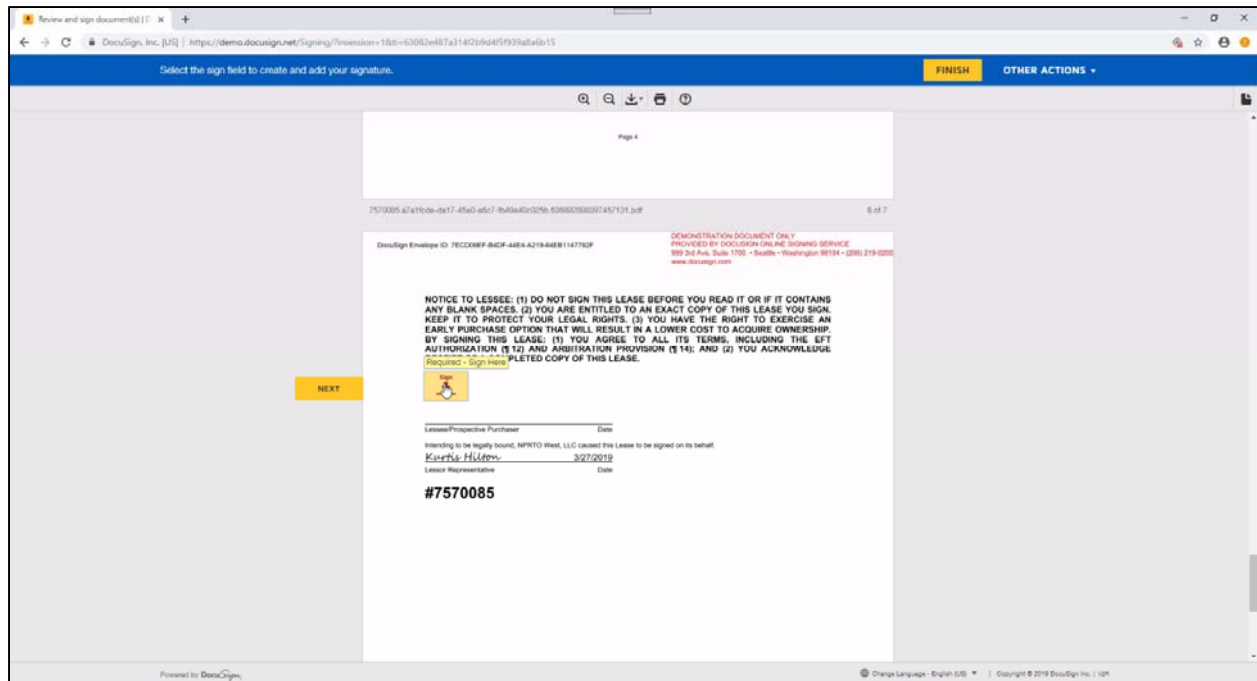 Review and sign document(s) | D
DocuSign, Inc. [US] | https://demo.docusign.net/Signing/?insession=1&ti=
Select the sign field to create and add your signature.
FINISH
OTHER ACTIONS
Page 4
6 of 7
DocuSign Envelope ID:
DEMONSTRATION DOCUMENT ONLY
PROVIDED BY DOCUSIGN ONLINE SIGNING SERVICE
999 3rd Ave, Suite 1700 • Seattle • Washington 98104 • (206) 219-0200
www.docusign.com
NOTICE TO LESSEE: (1) DO NOT SIGN THIS LEASE BEFORE YOU READ IT OR IF IT CONTAINS
ANY BLANK SPACES. (2) YOU ARE ENTITLED TO AN EXACT COPY OF THIS LEASE YOU SIGN.
KEEP IT TO PROTECT YOUR LEGAL RIGHTS. (3) YOU HAVE THE RIGHT TO EXERCISE AN
EARLY PURCHASE OPTION THAT WILL RESULT IN A LOWER COST TO ACQUIRE OWNERSHIP.
BY SIGNING THIS LEASE: (1) YOU AGREE TO ALL ITS TERMS, INCLUDING THE EFT
AUTHORIZATION (¶ 12) AND ARBITRATION PROVISION (¶ 14); AND (2) YOU ACKNOWLEDGE
COPY OF THIS LEASE.
Required - Sign Here
Sign
NEXT
Lessee/Prospective Purchaser Date
Intending to be legally bound, NPRTO West, LLC caused this Lease to be signed on its behalf.
Kurtis Hilton 3/27/2019
Lessor Representative Date
#7570085
Powered by DocuSign
Change Language - English (US) | Copyright © 2019 DocuSign Inc. |